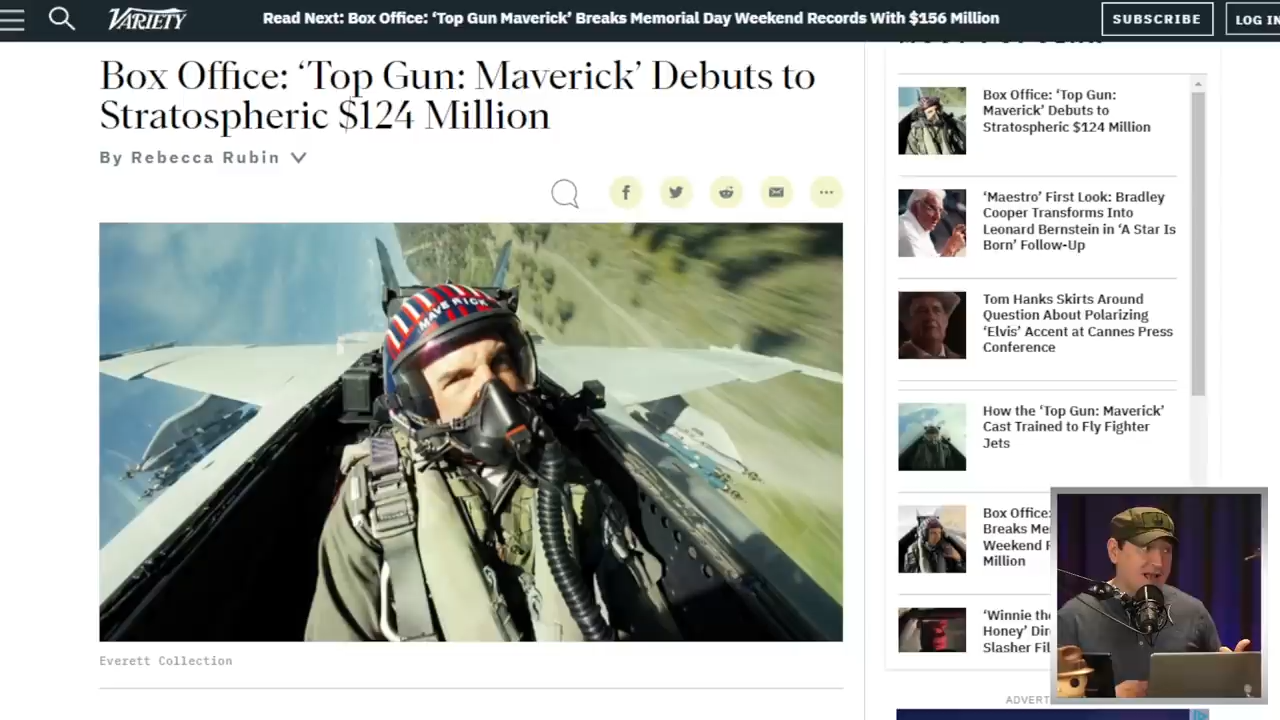 VARIETY
Read Next: Box Office: ‘Top Gun Maverick’ Breaks Memorial Day Weekend Records With $156 Million
SUBSCRIBE
LOG IN
Box Office: ‘Top Gun: Maverick’ Debuts to
Stratospheric $124 Million
By Rebecca Rubin
MAVERICK
Everett Collection
Box Office: ‘Top Gun:
Maverick’ Debuts to
Stratospheric $124 Million
‘Maestro’ First Look: Bradley
Cooper Transforms Into
Leonard Bernstein in ‘A Star Is
Born’ Follow-Up
Tom Hanks Skirts Around
Question About Polarizing
‘Elvis’ Accent at Cannes Press
Conference
How the ‘Top Gun: Maverick’
Cast Trained to Fly Fighter
Jets
Box Office:
Breaks Me
Weekend R
Million
‘Winnie the
Honey’ Dir
Slasher Fil
ADVERT